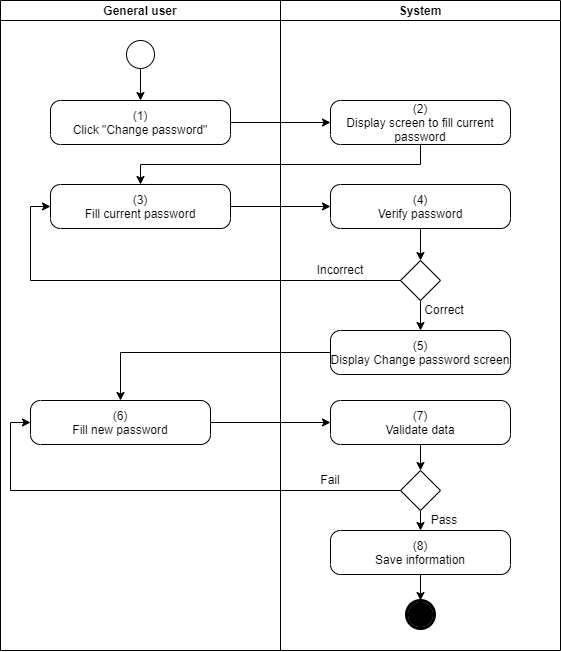 General user
System
(1)
Click "Change password"
(2)
Display screen to fill current
password
(3)
Fill current password
(4)
Verify password
Incorrect
Correct
(5)
Display Change password screen
(6)
Fill new password
(7)
Validate data
Fail
Pass
(8)
Save information